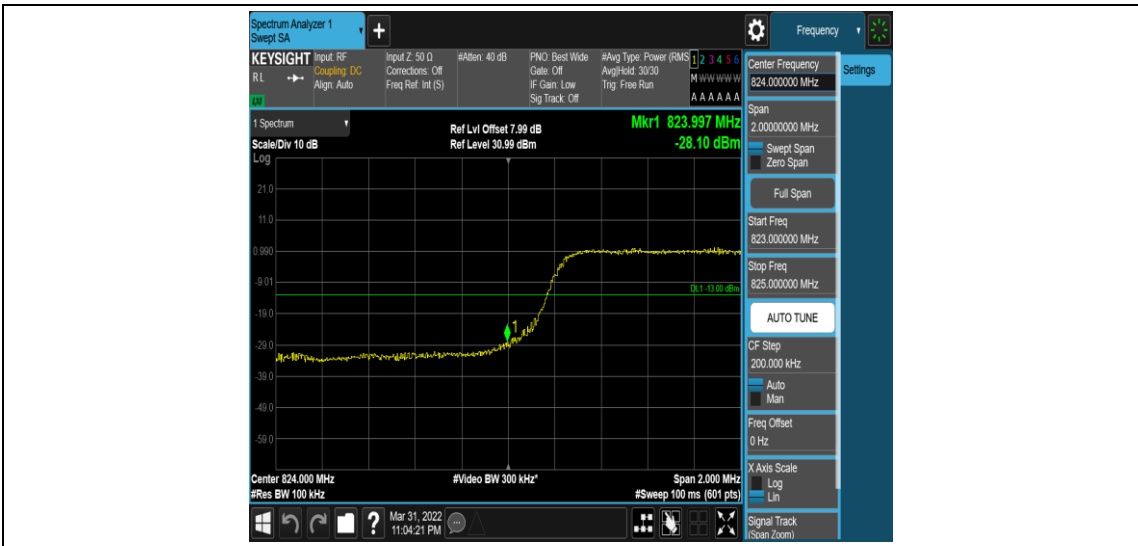 Spectrum Analyzer 1
Swept SA
+
Frequency
KEYSIGHT
RL
LXI
Input: RF
Coupling: DC
Align: Auto
Input Z: 50 Ω
Corrections: Off
Freq Ref: Int (S)
#Atten: 40 dB
PNO: Best Wide
Gate: Off
IF Gain: Low
Sig Track: Off
#Avg Type: Power (RMS
Avg|Hold: 30/30
Trig: Free Run
1 2 3 4 5 6
M W W W W W
A A A A A A
1 Spectrum
Scale/Div 10 dB
Ref Lvl Offset 7.99 dB
Ref Level 30.99 dBm
Mkr1 823.997 MHz
-28.10 dBm
Log
21.0
11.0
0.990
-9.01
-19.0
-29.0
-39.0
-49.0
-59.0
DL1 -13.00 dBm
1
Center 824.000 MHz
#Res BW 100 kHz
#Video BW 300 kHz*
Span 2.000 MHz
#Sweep 100 ms (601 pts)
Center Frequency
824.000000 MHz
Settings
Span
2.00000000 MHz
Swept Span
Zero Span
Full Span
Start Freq
823.000000 MHz
Stop Freq
825.000000 MHz
AUTO TUNE
CF Step
200.000 kHz
Auto
Man
Freq Offset
0 Hz
X Axis Scale
Log
Lin
Signal Track
(Span Zoom)
?
Mar 31, 2022
11:04:21 PM